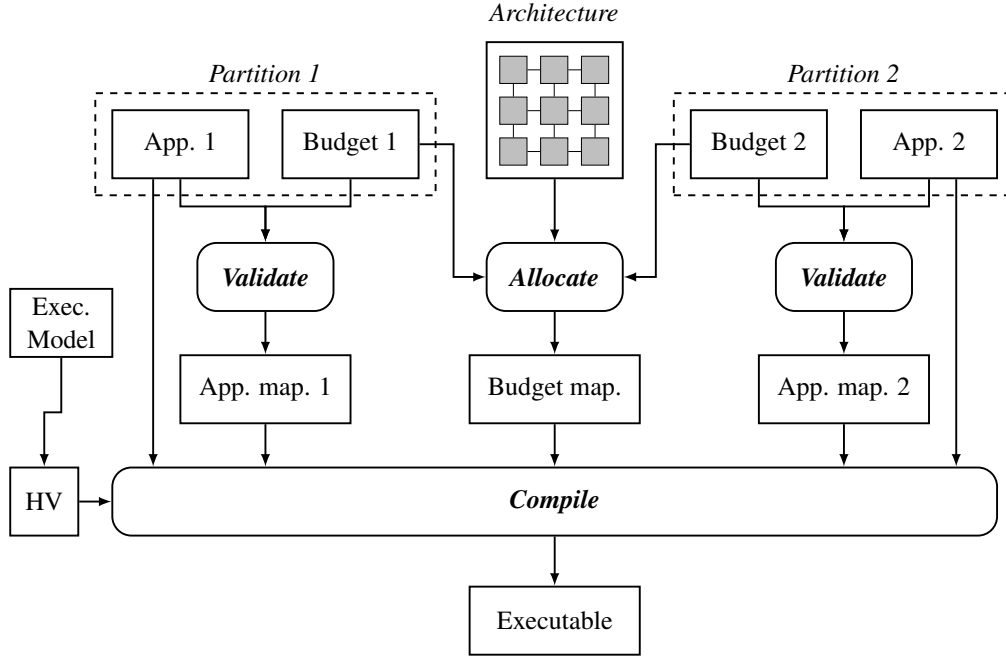 Architecture
Partition 1
Partition 2
App. 1
Budget 1
Budget 2
App. 2
Validate
Allocate
Validate
Exec.
Model
App. map. 1
Budget map.
App. map. 2
HV
Compile
Executable